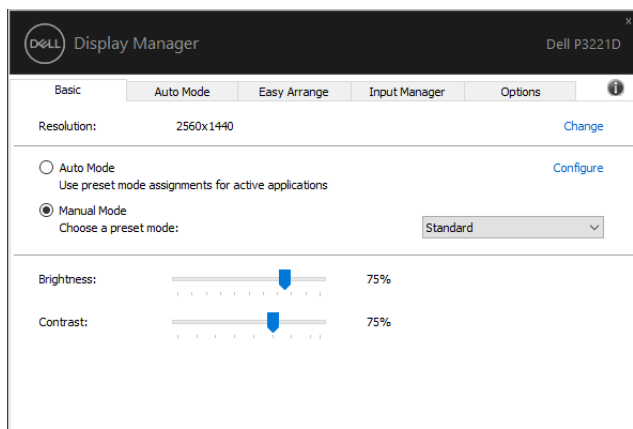 DELL Display Manager Dell P3221D
Basic Auto Mode Easy Arrange Input Manager Options
Resolution: 2560x1440 Change
Auto Mode Configure
Use preset mode assignments for active applications
Manual Mode
Choose a preset mode: Standard
Brightness: 75%
Contrast: 75%